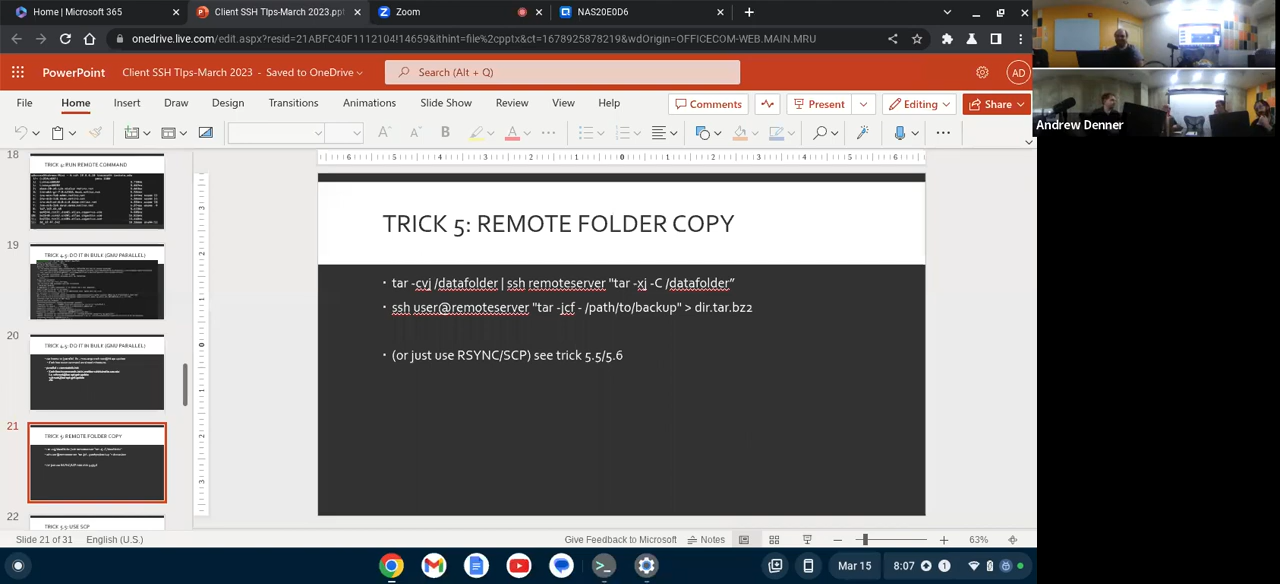 Home | Microsoft 365
Client SSH TIps-March 2023.ppt
Zoom
NAS20E0D6
onedrive.live.com/edit.aspx?resid=21ABFC40F1112104!14659&ithint=file%2cpptx&ct=1678925878219&wdOrigin=OFFICECOM-WEB.MAIN.MRU
PowerPoint
Client SSH TIps-March 2023 - Saved to OneDrive
Search (Alt + Q)
AD
File Home Insert Draw Design Transitions Animations Slide Show Review View Help
Comments
Present
Editing
Share
18
TRICK 4: RUN REMOTE COMMAND
19
TRICK 4.5: DO IT IN BULK (GNU PARALLEL)
20
TRICK 4.5: DO IT IN BULK (GNU PARALLEL)
21
TRICK 5: REMOTE FOLDER COPY
22
TRICK 5.5: USE SCP
TRICK 5: REMOTE FOLDER COPY
• tar -cvj /datafolder | ssh remoteserver "tar -xj -C /datafolder”
• ssh user@remoteserver "tar -jcf - /path/to/backup" > dir.tar.bz2
• (or just use RSYNC/SCP) see trick 5.5/5.6
Slide 21 of 31
English (U.S.)
Give Feedback to Microsoft
Notes
63%
Mar 15
8:07
1
Andrew Denner